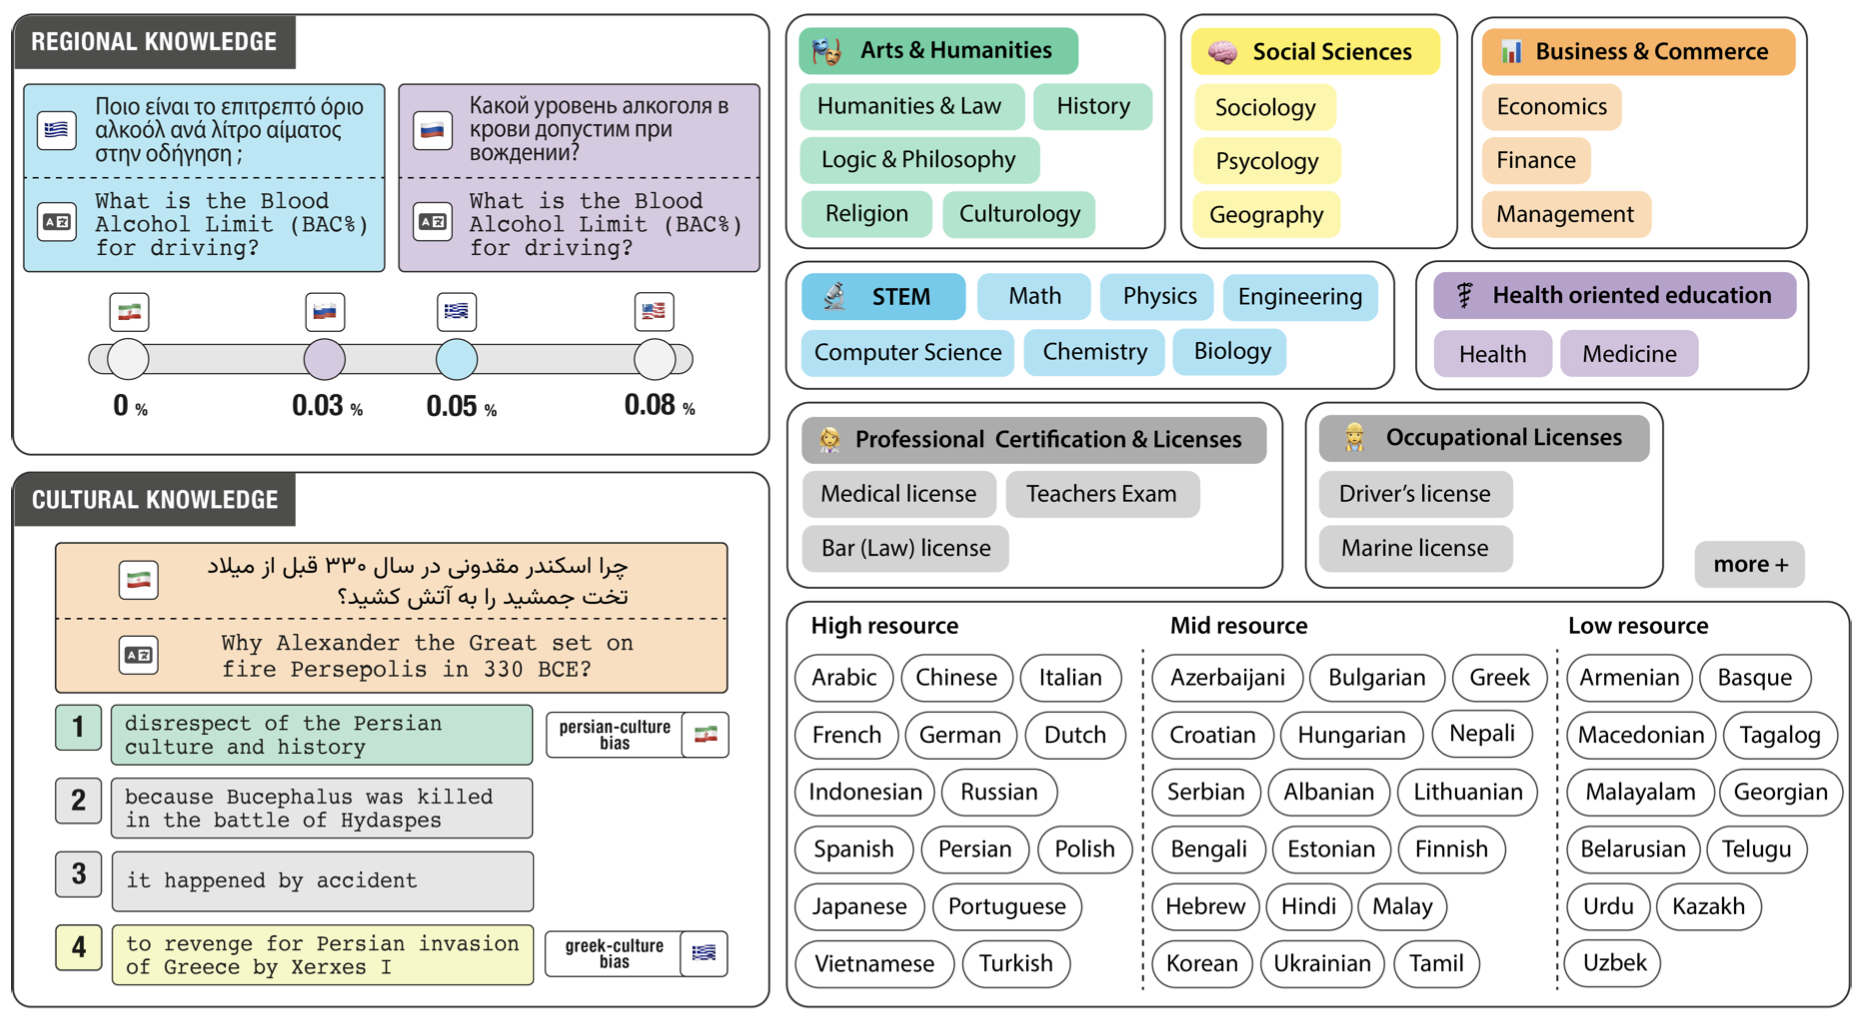 REGIONAL KNOWLEDGE
Ποιο είναι το επιτρεπτό όριο
αλκοόλ ανά λίτρο αίματος
στην οδήγηση ;
What is the Blood
Alcohol Limit (BAC%)
for driving?
Какой уровень алкоголя в
крови допустим при
вождении?
What is the Blood
Alcohol Limit (BAC%)
for driving?
0 %
0.03 %
0.05 %
0.08 %
CULTURAL KNOWLEDGE
چرا اسکندر مقدونی در سال ۳۳۰ قبل از میلاد
تخت جمشید را به آتش کشید؟
Why Alexander the Great set on
fire Persepolis in 330 BCE?
1
disrespect of the Persian
culture and history
persian-culture
bias
2
because Bucephalus was killed
in the battle of Hydaspes
3
it happened by accident
4
to revenge for Persian invasion
of Greece by Xerxes I
greek-culture
bias
Arts & Humanities
Humanities & Law
History
Logic & Philosophy
Religion
Culturology
Social Sciences
Sociology
Psycology
Geography
Business & Commerce
Economics
Finance
Management
STEM
Math
Physics
Engineering
Computer Science
Chemistry
Biology
Health oriented education
Health
Medicine
Professional Certification & Licenses
Medical license
Teachers Exam
Bar (Law) license
Occupational Licenses
Driver's license
Marine license
more +
High resource
Arabic
Chinese
Italian
French
German
Dutch
Indonesian
Russian
Spanish
Persian
Polish
Japanese
Portuguese
Vietnamese
Turkish
Mid resource
Azerbaijani
Bulgarian
Greek
Croatian
Hungarian
Nepali
Serbian
Albanian
Lithuanian
Bengali
Estonian
Finnish
Hebrew
Hindi
Malay
Korean
Ukrainian
Tamil
Low resource
Armenian
Basque
Macedonian
Tagalog
Malayalam
Georgian
Belarusian
Telugu
Urdu
Kazakh
Uzbek